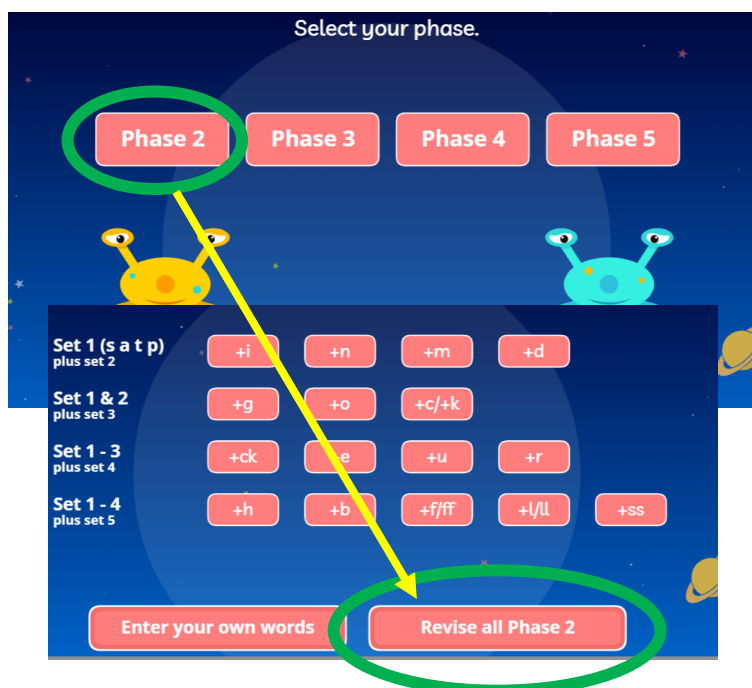 Select your phase.
Phase 2 Phase 3 Phase 4 Phase 5
Set 1 (s a t p) +i +n +m +d
plus set 2
Set 1 & 2 +g +o +c/+k
plus set 3
Set 1 - 3 +ck +e +u +r
plus set 4
Set 1 - 4 +h +b +f/ff +l/ll +ss
plus set 5
Enter your own words Revise all Phase 2